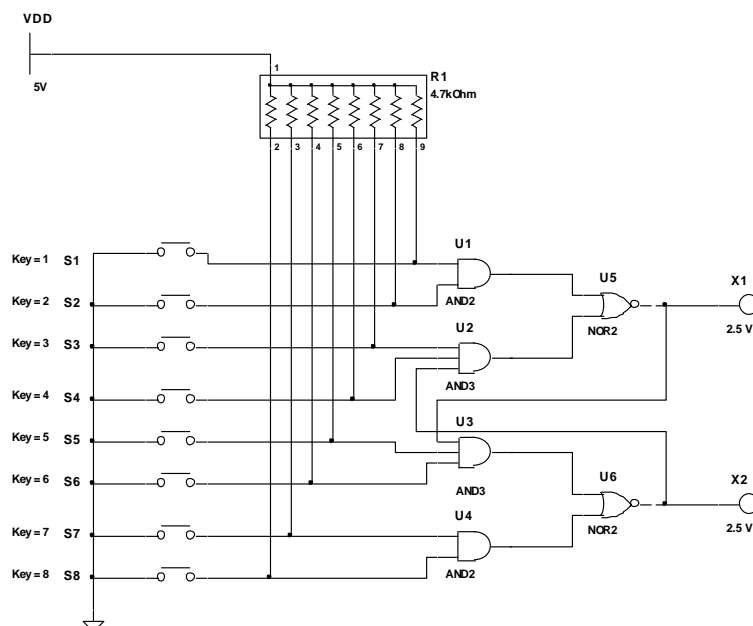 VDD
5V
1
R1
4.7kOhm
2 3 4 5 6 7 8 9
Key = 1 S1
U1
AND2
U5
NOR2
X1
2.5 V
Key = 2 S2
U2
AND3
Key = 3 S3
Key = 4 S4
U3
AND3
Key = 5 S5
Key = 6 S6
U6
NOR2
X2
2.5 V
Key = 7 S7
U4
AND2
Key = 8 S8